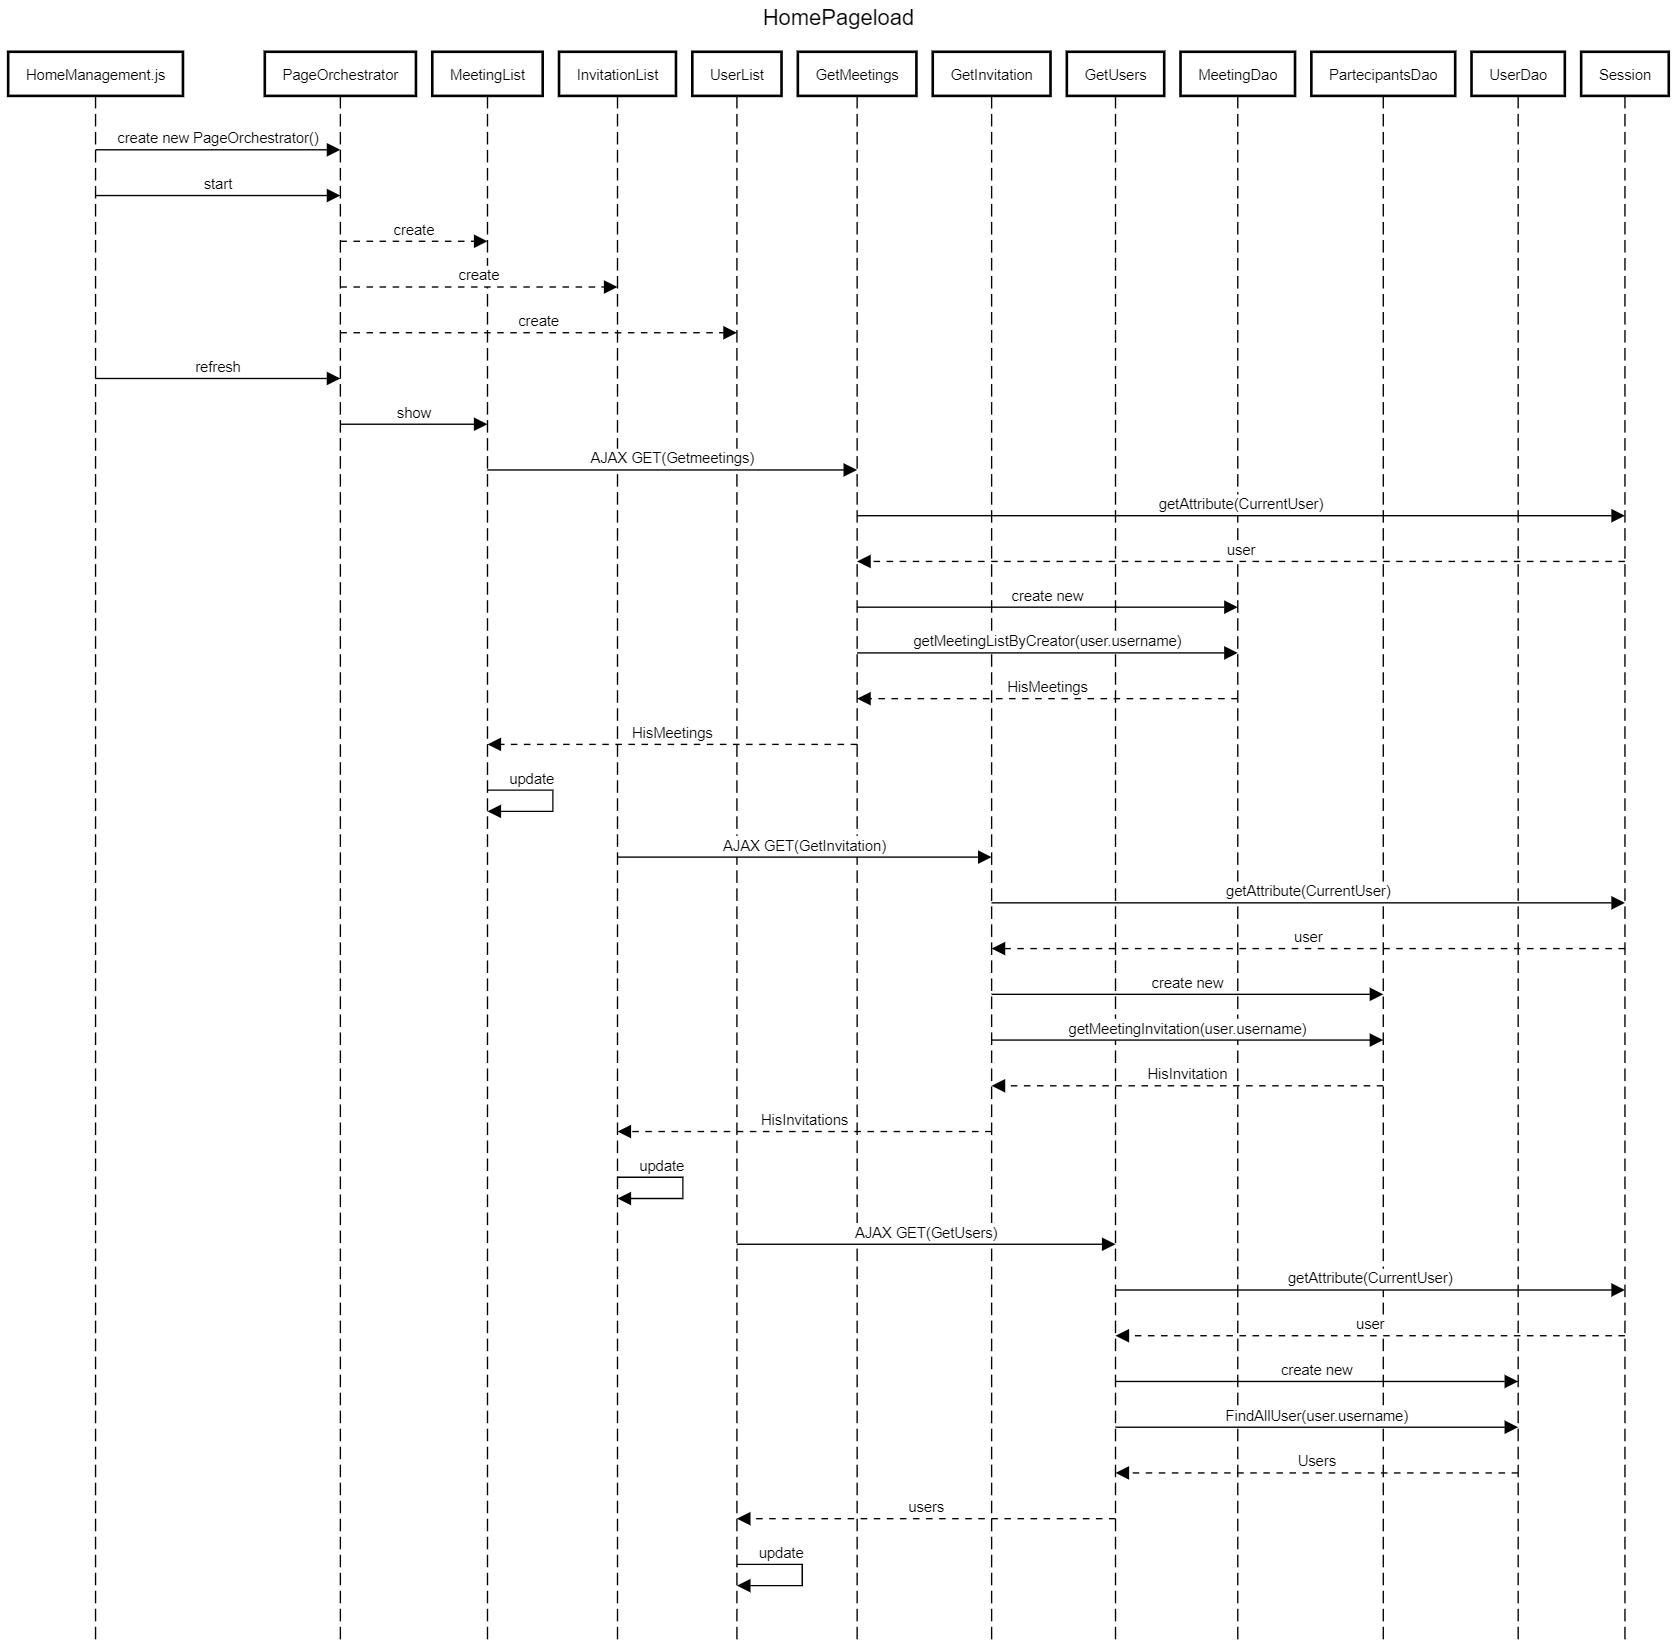 HomePageload
HomeManagement.js
PageOrchestrator
MeetingList
InvitationList
UserList
GetMeetings
GetInvitation
GetUsers
MeetingDao
PartecipantsDao
UserDao
Session
create new PageOrchestrator()
start
create
create
create
refresh
show
AJAX GET(Getmeetings)
getAttribute(CurrentUser)
user
create new
getMeetingListByCreator(user.username)
HisMeetings
HisMeetings
update
AJAX GET(GetInvitation)
getAttribute(CurrentUser)
user
create new
getMeetingInvitation(user.username)
HisInvitation
HisInvitations
update
AJAX GET(GetUsers)
getAttribute(CurrentUser)
user
create new
FindAllUser(user.username)
Users
users
update